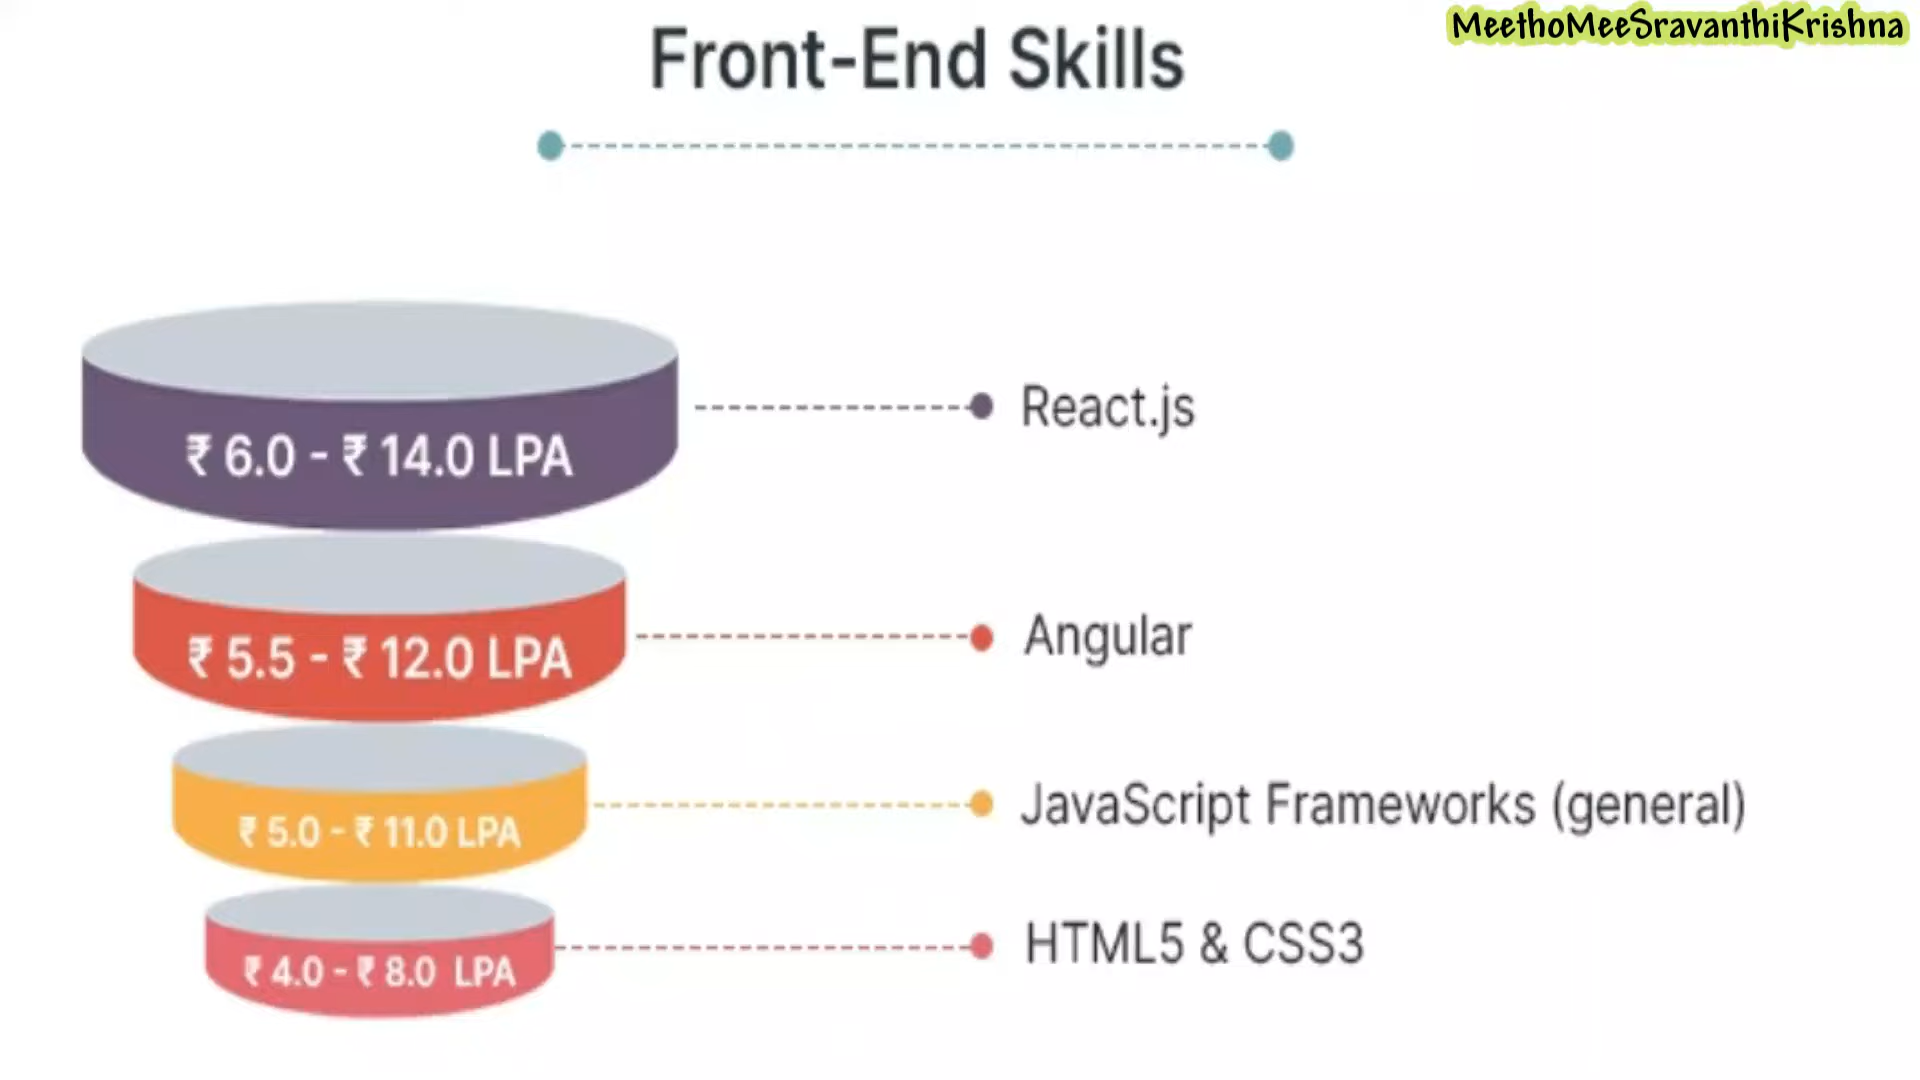 MeethoMeeSravanthiKrishna
Front-End Skills
₹ 6.0 - ₹ 14.0 LPA
React.js
₹ 5.5 - ₹ 12.0 LPA
Angular
₹ 5.0 - ₹ 11.0 LPA
JavaScript Frameworks (general)
₹ 4.0 - ₹ 8.0 LPA
HTML5 & CSS3